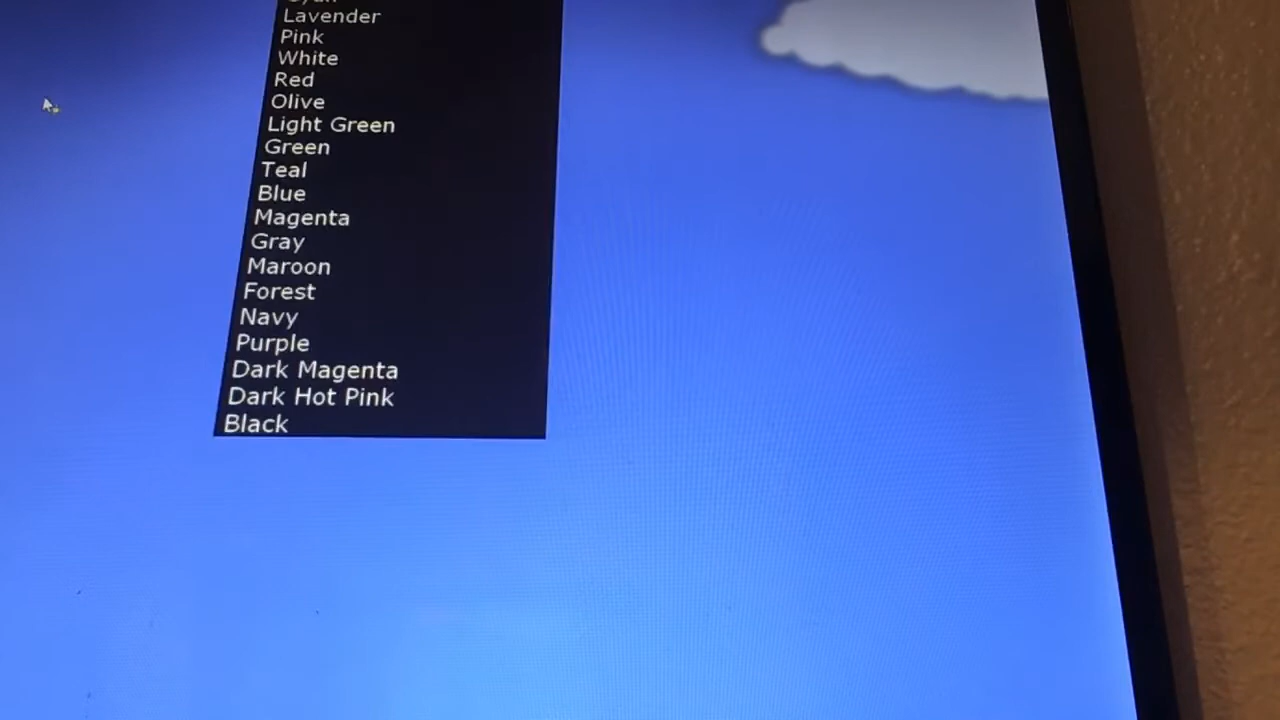 Lavender
Pink
White
Red
Olive
Light Green
Green
Teal
Blue
Magenta
Gray
Maroon
Forest
Navy
Purple
Dark Magenta
Dark Hot Pink
Black